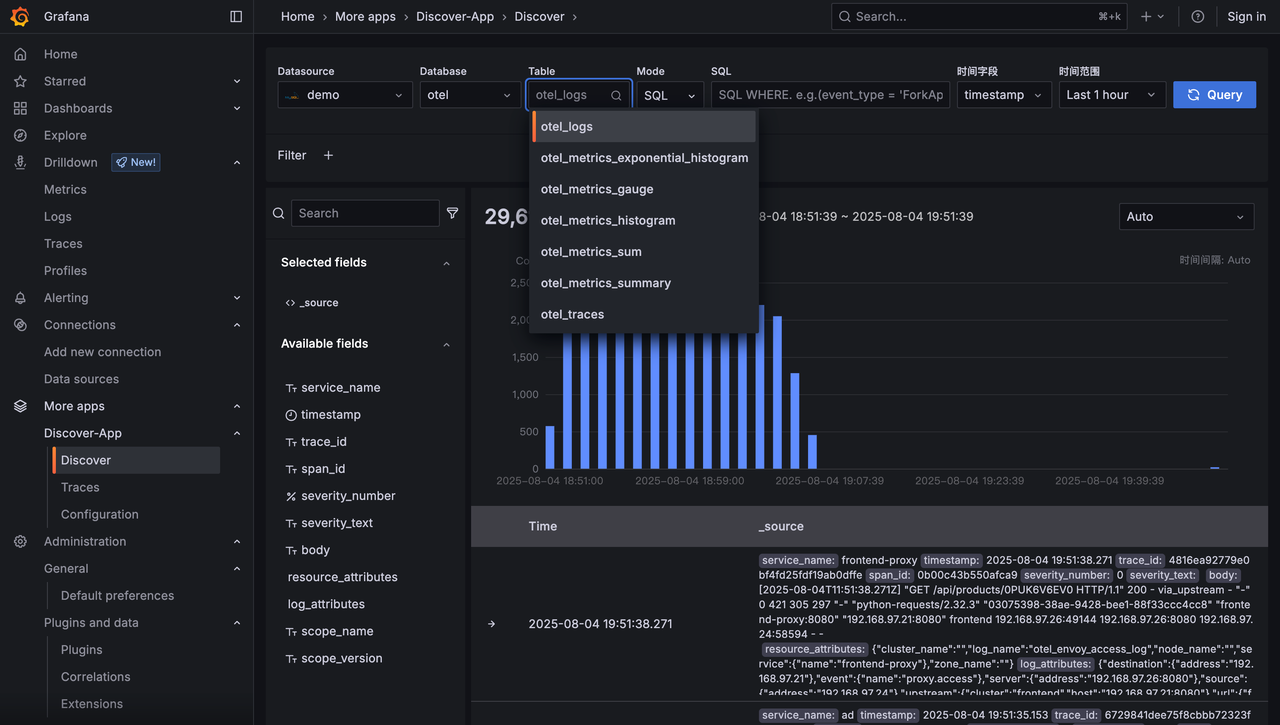 Grafana
Home
Starred
Dashboards
Explore
Drilldown
New!
Metrics
Logs
Traces
Profiles
Alerting
Connections
Add new connection
Data sources
More apps
Discover-App
Discover
Traces
Configuration
Administration
General
Default preferences
Plugins and data
Plugins
Correlations
Extensions
Home › More apps › Discover-App › Discover ›
Search...
⌘+k
Sign in
Datasource
Database
Table
Mode
SQL
时间字段
时间范围
demo
otel
otel_logs
SQL
SQL WHERE. e.g.(event_type = 'ForkAp
timestamp
Last 1 hour
Query
otel_logs
otel_metrics_exponential_histogram
otel_metrics_gauge
otel_metrics_histogram
otel_metrics_sum
otel_metrics_summary
otel_traces
Filter +
Search
Selected fields
_source
Available fields
service_name
timestamp
trace_id
span_id
severity_number
severity_text
body
resource_attributes
log_attributes
scope_name
scope_version
29,6
8-04 18:51:39 ~ 2025-08-04 19:51:39
Auto
时间间隔: Auto
Co
2,50
2,00
1,500
1,000
500
0
2025-08-04 18:51:00
2025-08-04 18:59:00
2025-08-04 19:07:39
2025-08-04 19:23:39
2025-08-04 19:39:39
Time
_source
2025-08-04 19:51:38.271
service_name: frontend-proxy timestamp: 2025-08-04 19:51:38.271 trace_id: 4816ea92779e0
bf4fd25fdf19ab0dffe span_id: 0b00c43b550afca9 severity_number: 0 severity_text: body:
[2025-08-04T11:51:38.271Z] "GET /api/products/0PUK6V6EV0 HTTP/1.1" 200 - via_upstream - "-"
0 421 305 297 "-" "python-requests/2.32.3" "03075398-38ae-9428-bee1-88f33ccc4cc8" "fronte
nd-proxy:8080" "192.168.97.21:8080" frontend 192.168.97.26:49144 192.168.97.26:8080 192.168.97.
24:58594 - -
resource_attributes: {"cluster_name":"","log_name":"otel_envoy_access_log","node_name":"","ser
vice":{"name":"frontend-proxy"},"zone_name":""} log_attributes: {"destination":{"address":"192.
168.97.21"},"event":{"name":"proxy.access"},"server":{"address":"192.168.97.26:8080"},"source":
{"address":"192.168.97.24"},"upstream":{"cluster":"frontend","host":"192.168.97.21:8080"},"url":{"f
service_name: ad timestamp: 2025-08-04 19:51:35.153 trace_id: 6729841dee75f8cbbb72323f